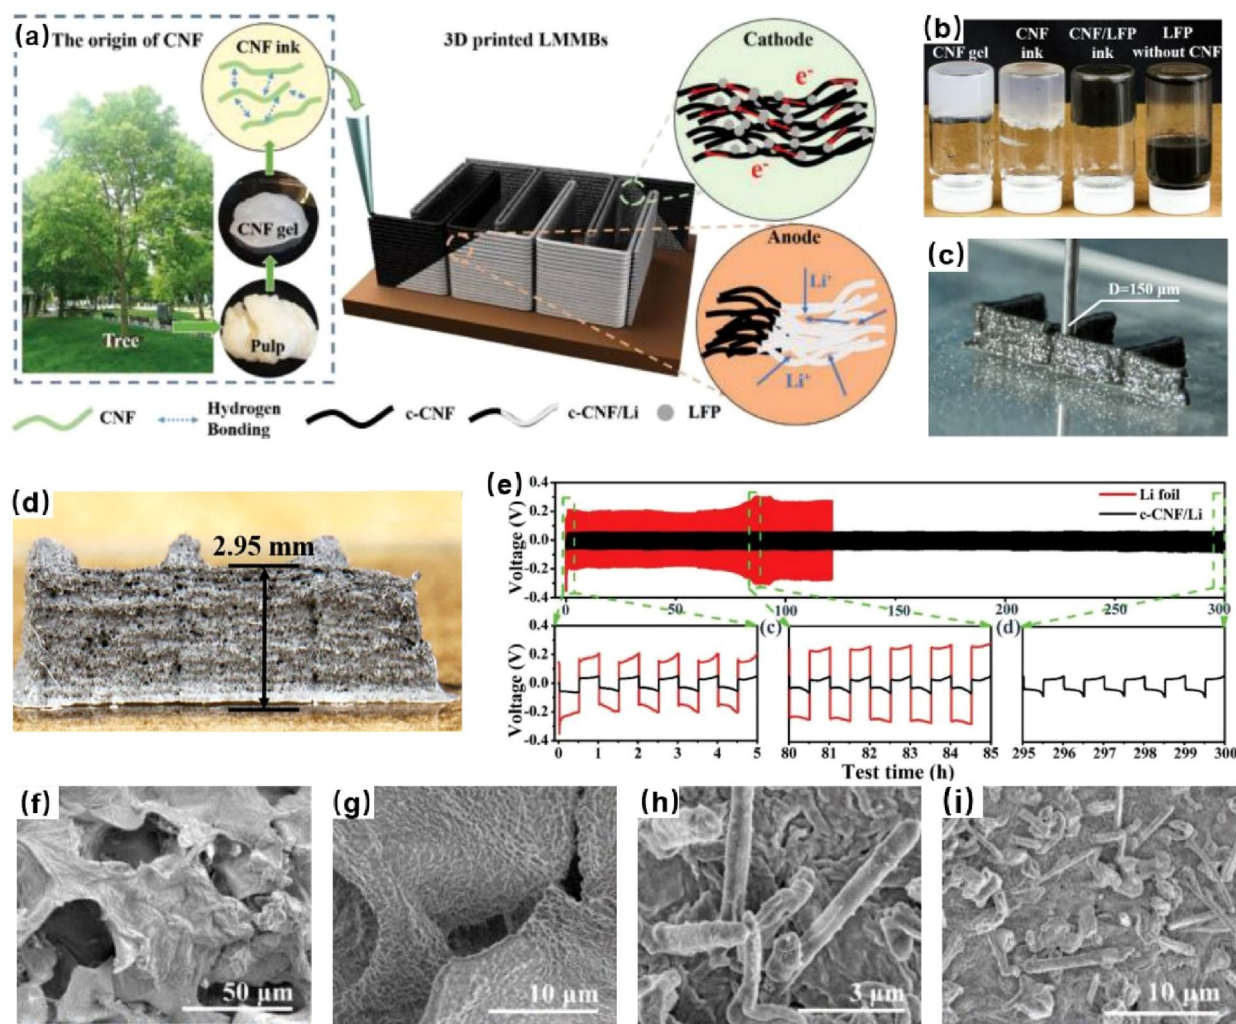 (a)
The origin of CNF
CNF ink
3D printed LMMBs
Cathode
e-
e-
CNF gel
Pulp
Tree
Anode
Li+
Li+
CNF
Hydrogen
Bonding
c-CNF
c-CNF/Li
LFP
(b)
CNF gel
CNF
ink
CNF/LFP
ink
LFP
without CNF
(c)
D=150 µm
(d)
2.95 mm
(e)
Voltage (V)
0.4
0.2
0.0
-0.2
-0.4
Li foil
c-CNF/Li
0 50 100 150 200 250 300
(c)
(d)
Voltage (V)
0.4
0.2
0.0
-0.2
-0.4
0 1 2 3 4 5
80 81 82 83 84 85
295 296 297 298 299 300
Test time (h)
(f)
50 µm
(g)
10 µm
(h)
3 µm
(i)
10 µm